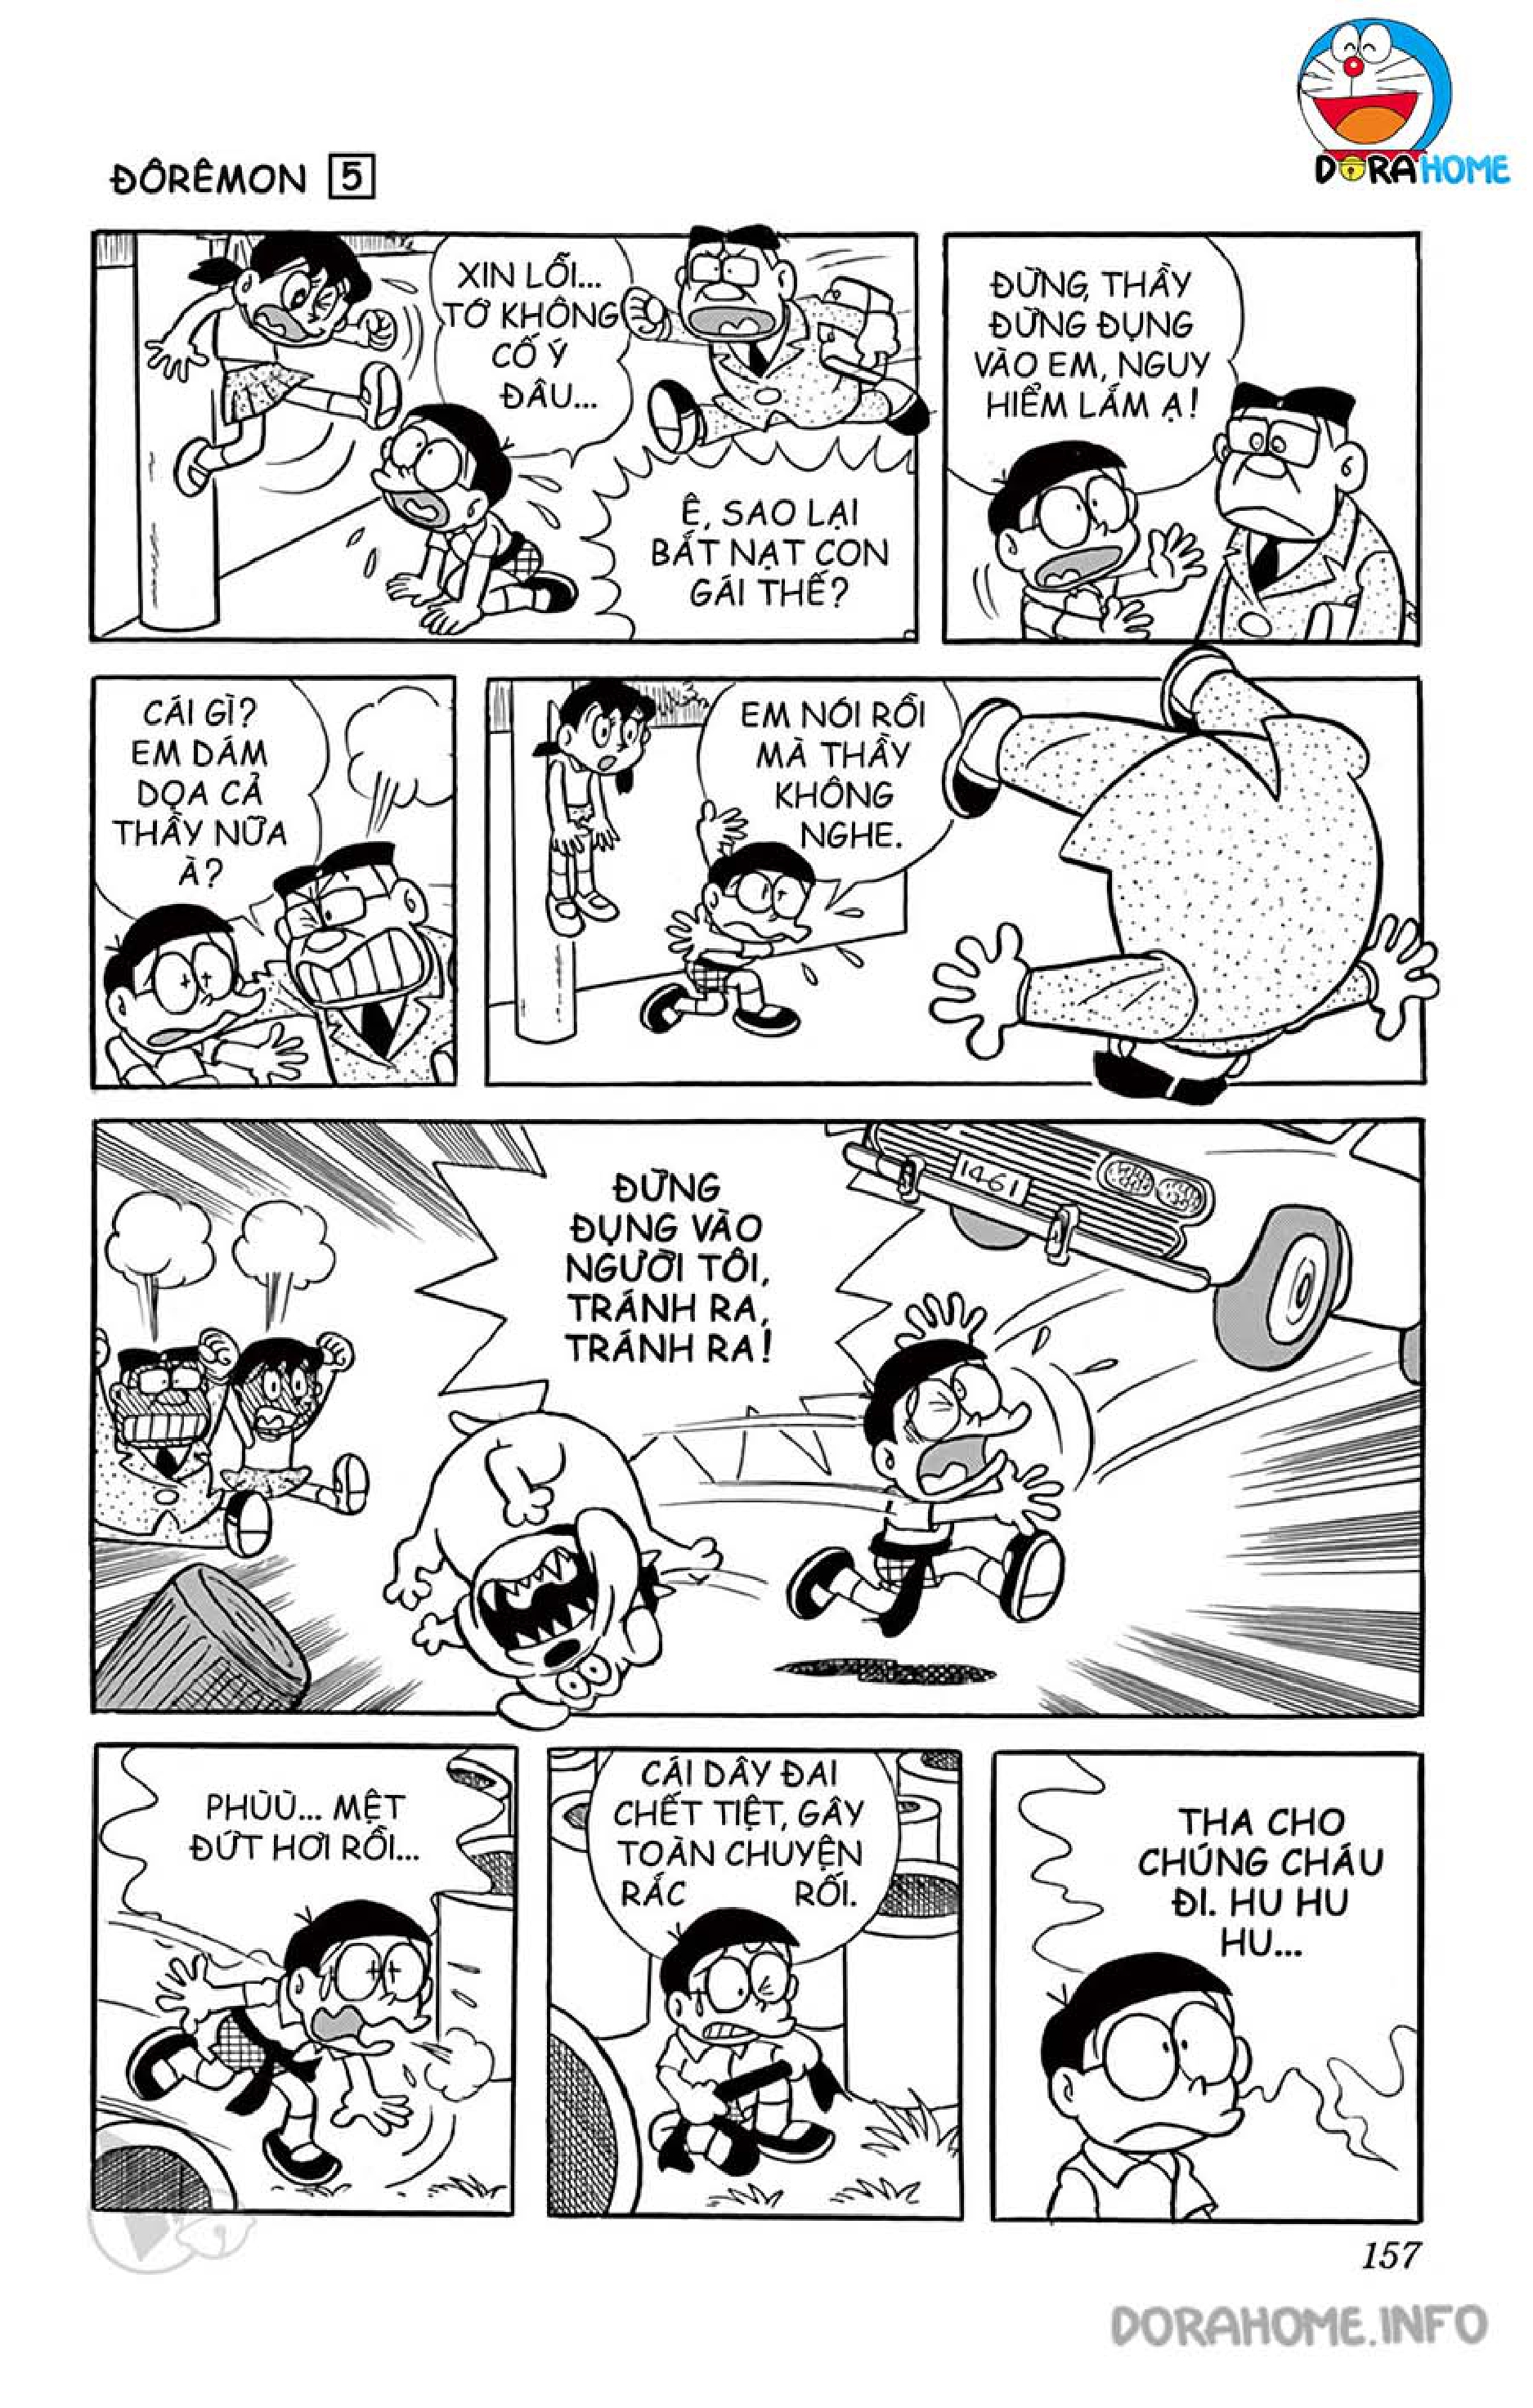 DORAHOME
ĐÔRÊMON 5
XIN LỖI...
TỚ KHÔNG
CỐ Ý
ĐÂU...
Ê, SAO LẠI
BẮT NẠT CON
GÁI THẾ?
ĐỪNG, THẦY
ĐỪNG ĐỤNG
VÀO EM, NGUY
HIỂM LẮM Ạ!
CÁI GÌ?
EM DÁM
DỌA CẢ
THẦY NỮA
À?
EM NÓI RỒI
MÀ THẦY
KHÔNG
NGHE.
ĐỪNG
ĐỤNG VÀO
NGƯỜI TÔI,
TRÁNH RA,
TRÁNH RA!
1461
PHÙÙ... MỆT
ĐỨT HƠI RỒI...
CÁI DÂY ĐAI
CHẾT TIỆT, GÂY
TOÀN CHUYỆN
RẮC RỐI.
THA CHO
CHÚNG CHÁU
ĐI. HU HU
HU...
157
DORAHOME.INFO